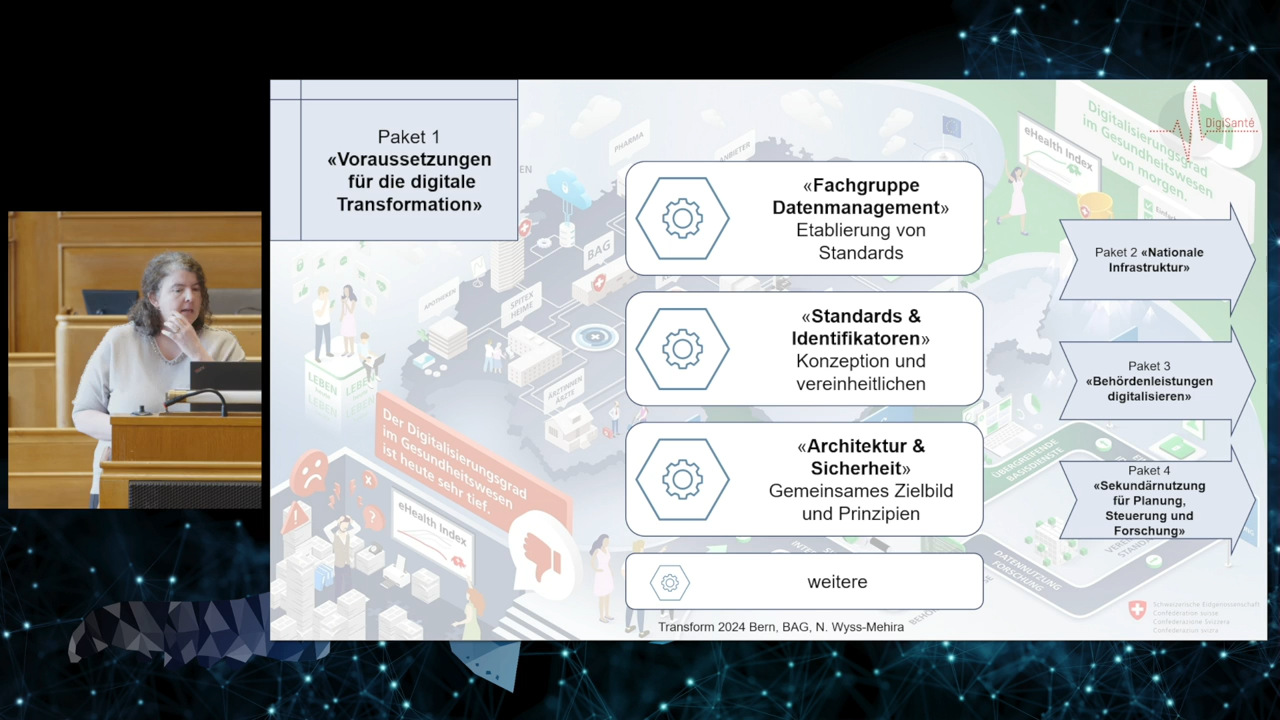 Paket 1
«Voraussetzungen
für die digitale
Transformation»
«Fachgruppe
Datenmanagement»
Etablierung von
Standards
«Standards &
Identifikatoren»
Konzeption und
vereinheitlichen
«Architektur &
Sicherheit»
Gemeinsames Zielbild
und Prinzipien
weitere
Paket 2 «Nationale
Infrastruktur»
Paket 3
«Behördenleistungen
digitalisieren»
Paket 4
«Sekundärnutzung
für Planung,
Steuerung und
Forschung»
DigiSanté
Digitalisierungsgrad
im Gesundheitswesen
von morgen.
eHealth Index
PHARMA
BAG
APOTHEKEN
SPITEX
HEIME
ÄRZTINNEN
ÄRZTE
LEBEN
LEBEN
Der Digitalisierungsgrad
im Gesundheitswesen
ist heute sehr tief.
eHealth Index
ÜBERGREIFENDE
BASISDIENSTE
DATENNUTZUNG
FORSCHUNG
Transform 2024 Bern, BAG, N. Wyss-Mehira
Schweizerische Eidgenossenschaft
Confédération suisse
Confederazione Svizzera
Confederaziun svizra